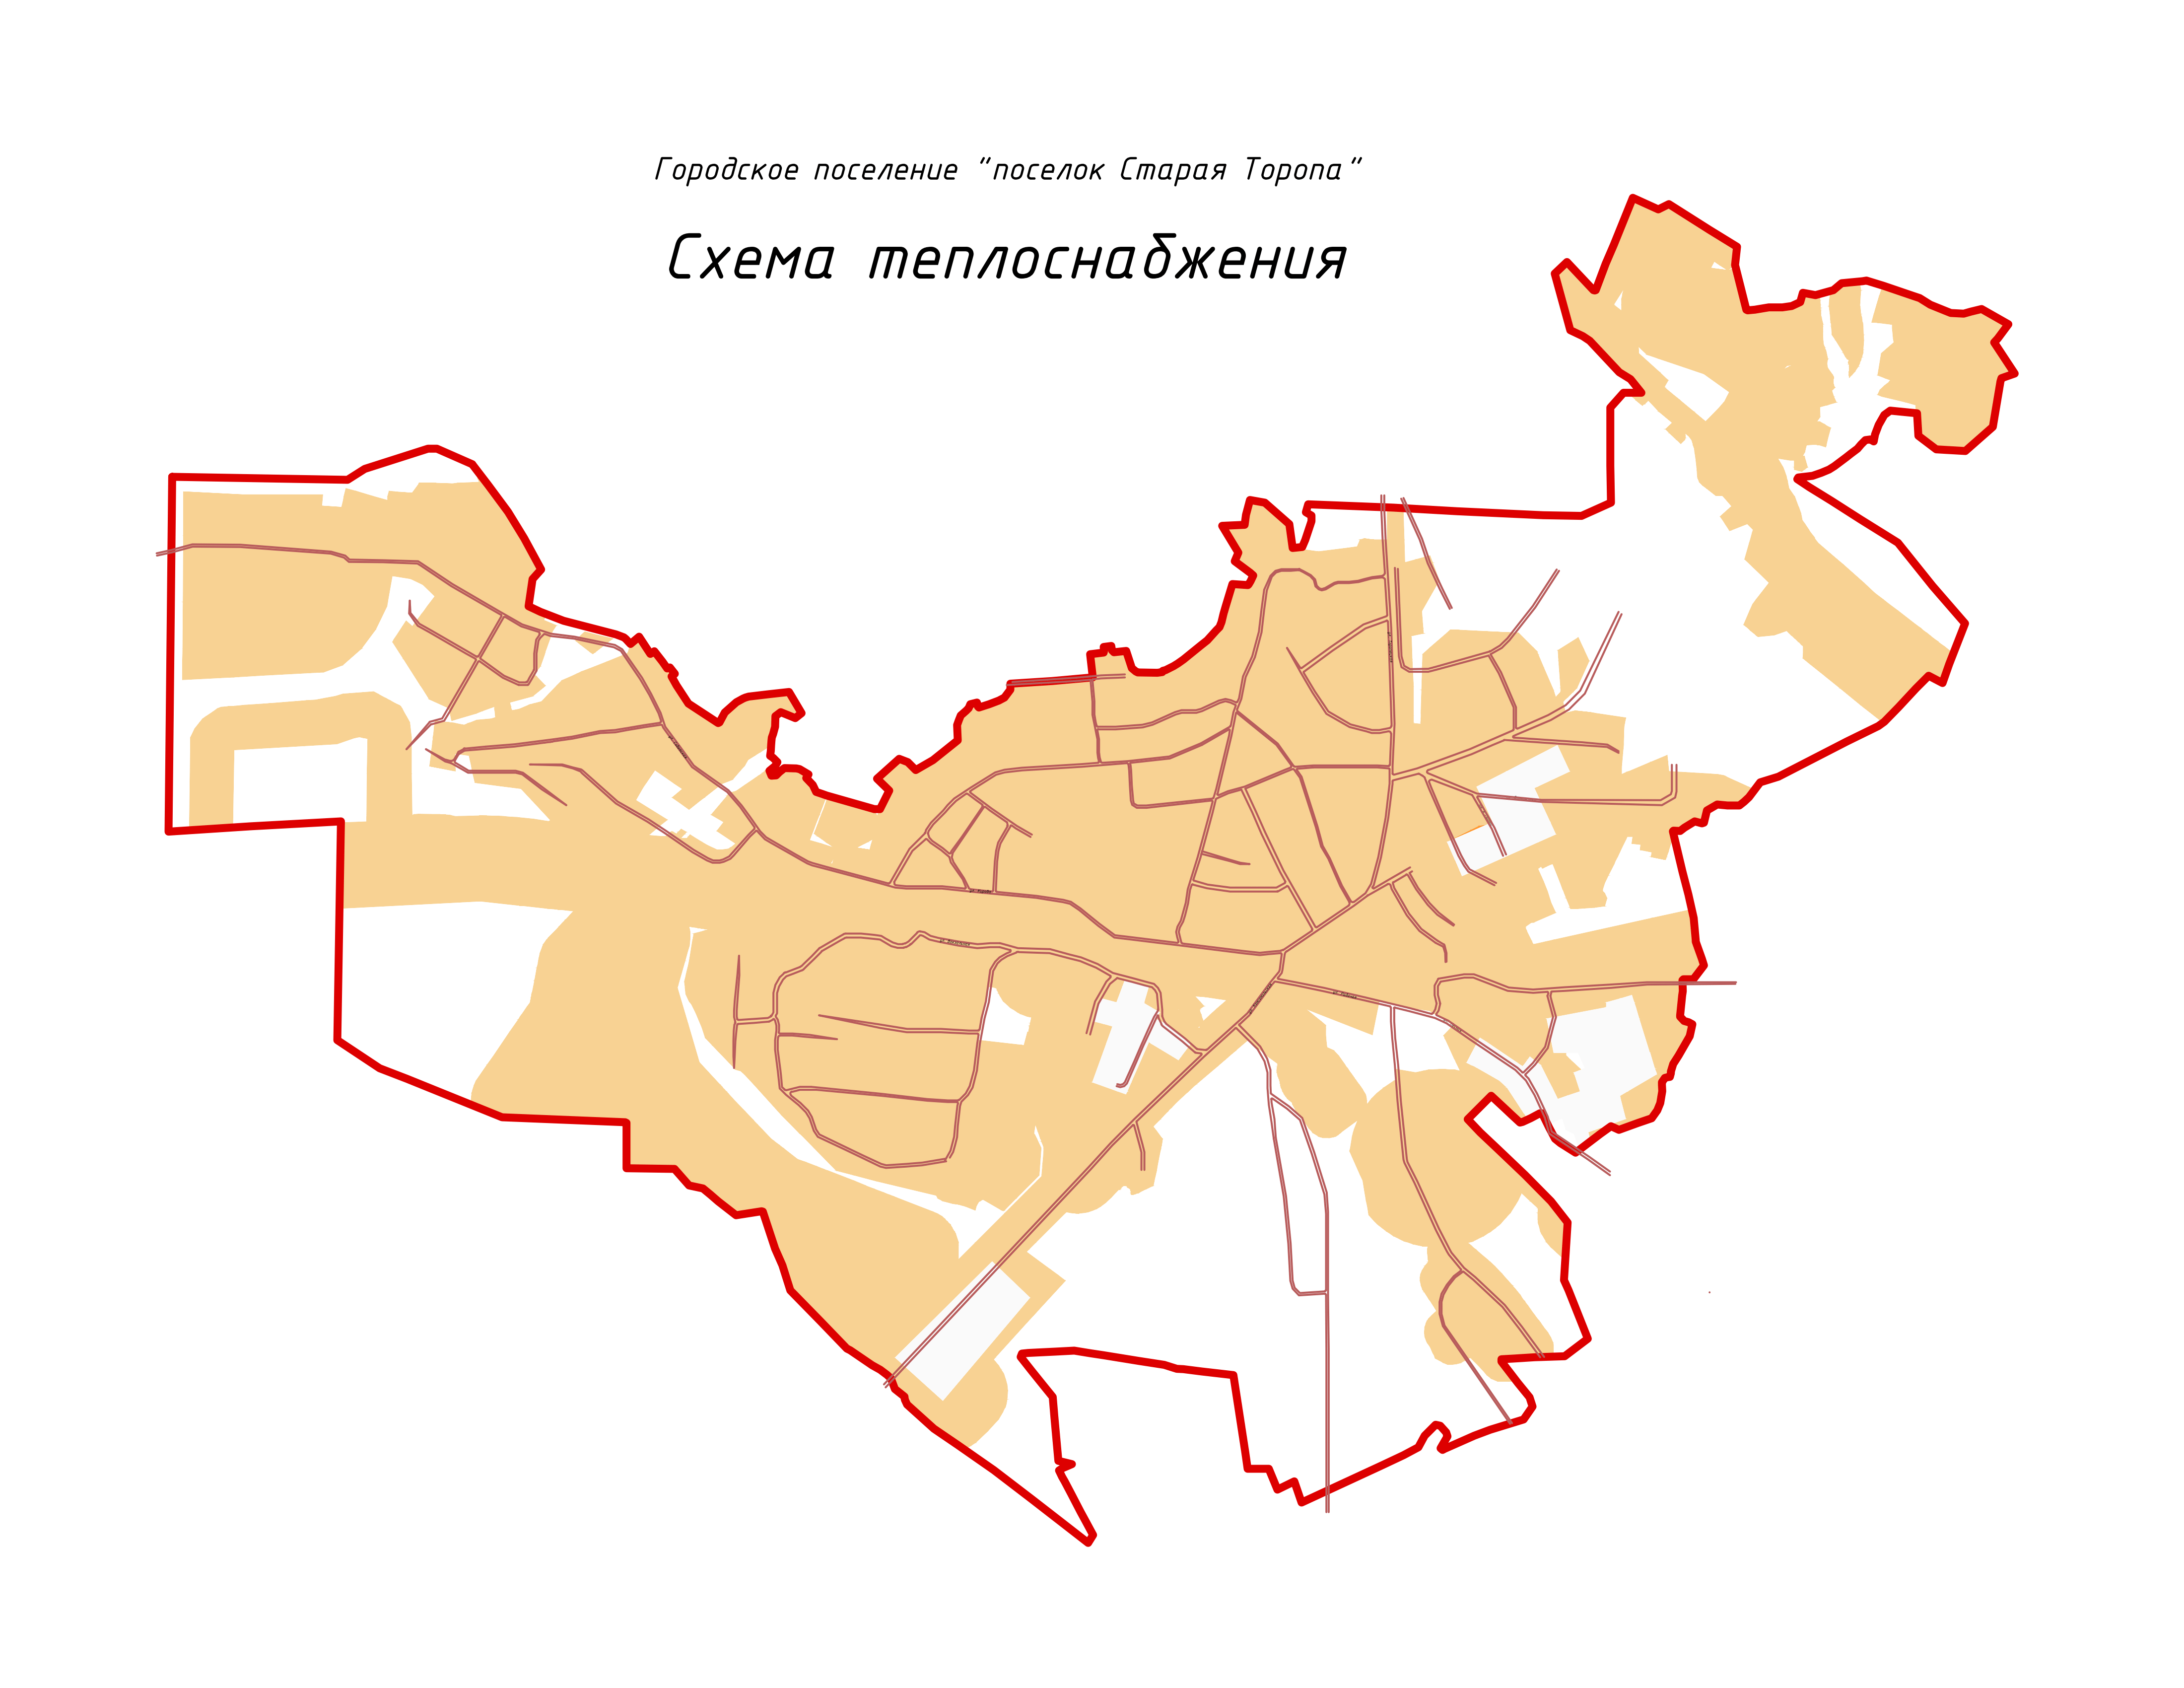 Городское поселение "поселок Старая Торопа"
Схема теплоснабжения